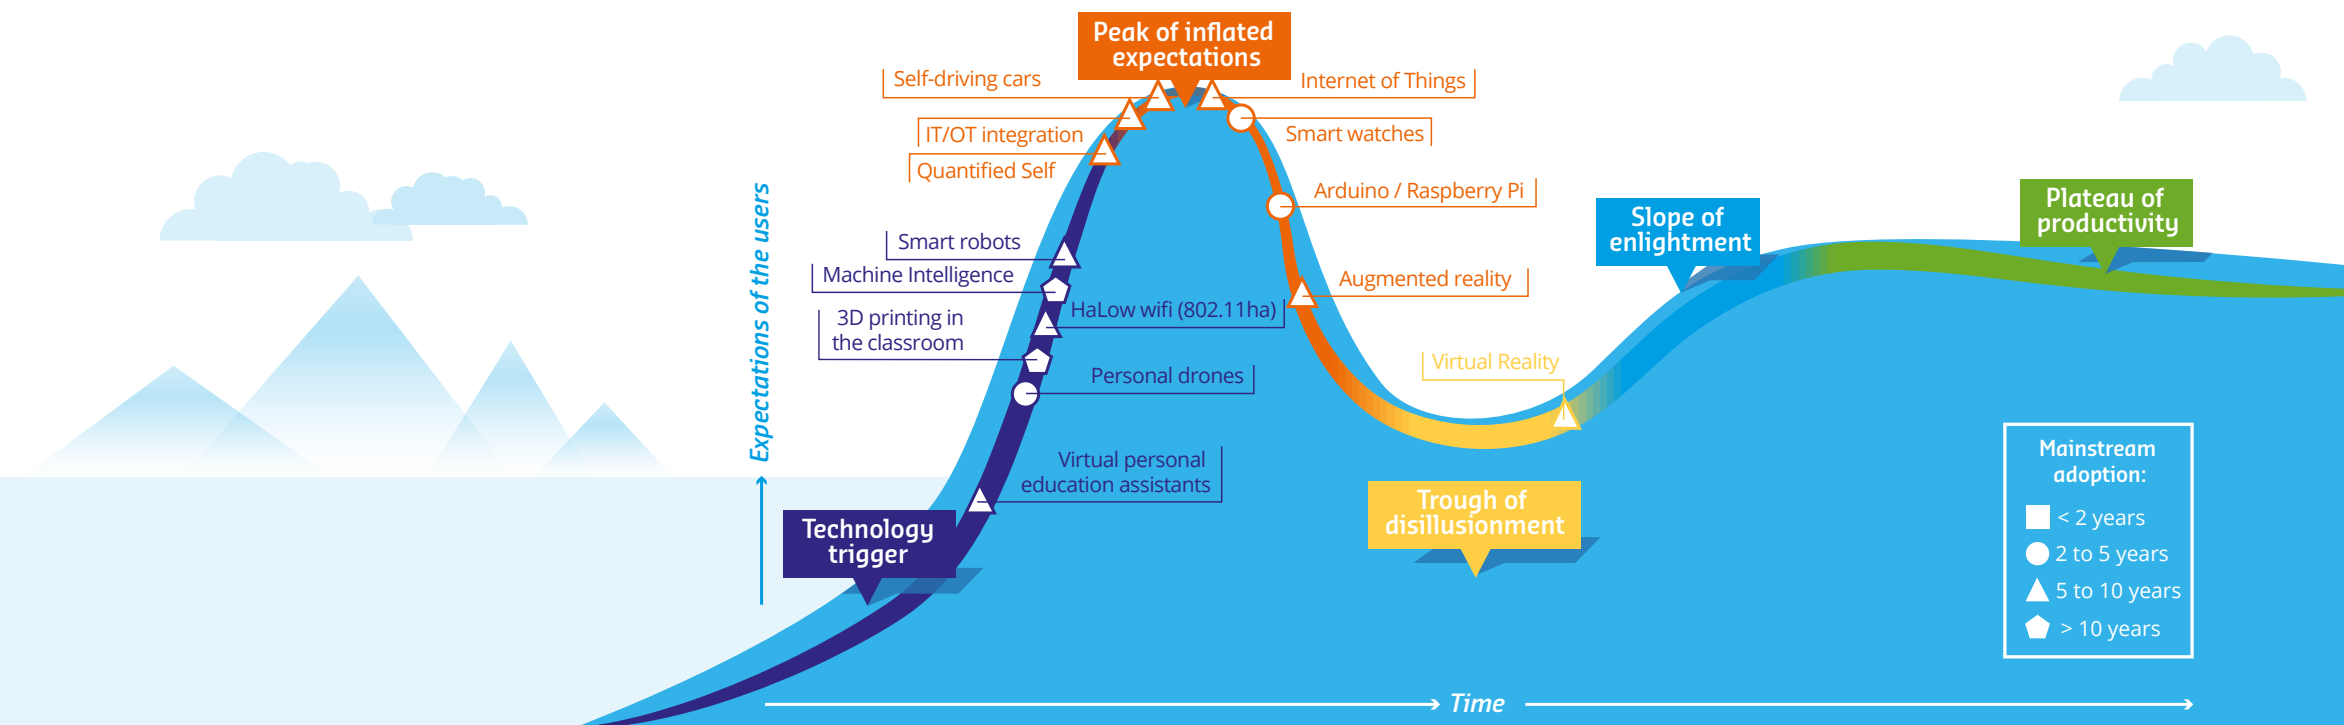 Peak of inflated
expectations
Self-driving cars
Internet of Things
IT/OT integration
Smart watches
Quantified Self
Arduino / Raspberry Pi
Smart robots
Machine Intelligence
Augmented reality
HaLow wifi (802.11ha)
3D printing in
the classroom
Personal drones
Virtual Reality
Virtual personal
education assistants
Technology
trigger
Trough of
disillusionment
Slope of
enlightment
Plateau of
productivity
Expectations of the users
Mainstream
adoption:
< 2 years
2 to 5 years
5 to 10 years
> 10 years
Time